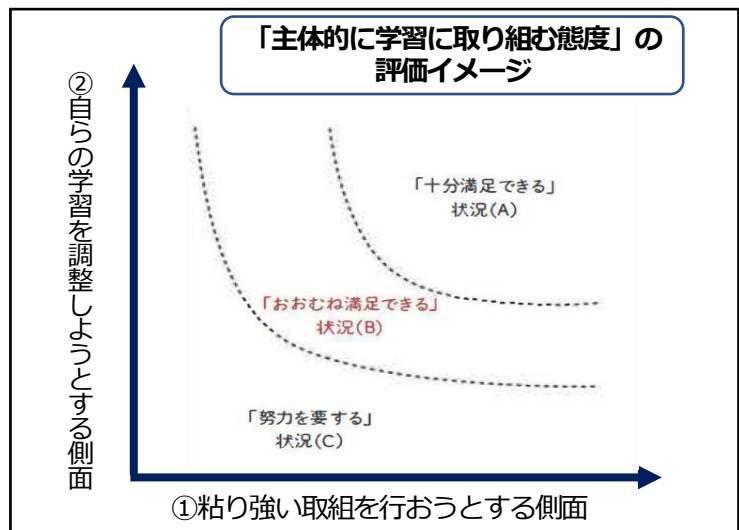 「主体的に学習に取り組む態度」の
評価イメージ
②自らの学習を調整しようとする側面
「十分満足できる」
状況(A)
「おおむね満足できる」
状況(B)
「努力を要する」
状況(C)
①粘り強い取組を行おうとする側面